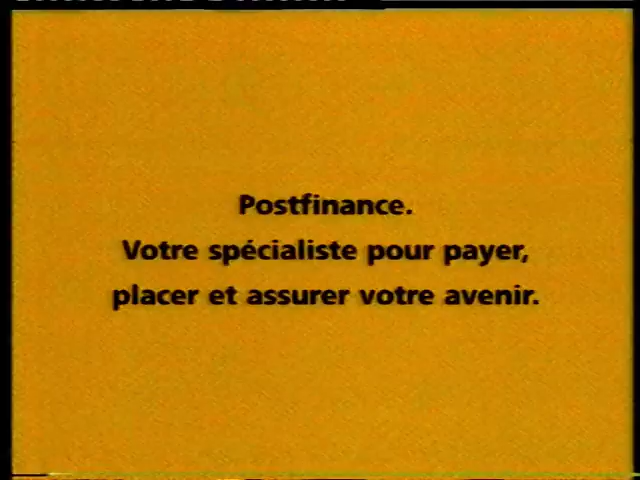 Postfinance.
Votre spécialiste pour payer,
placer et assurer votre avenir.